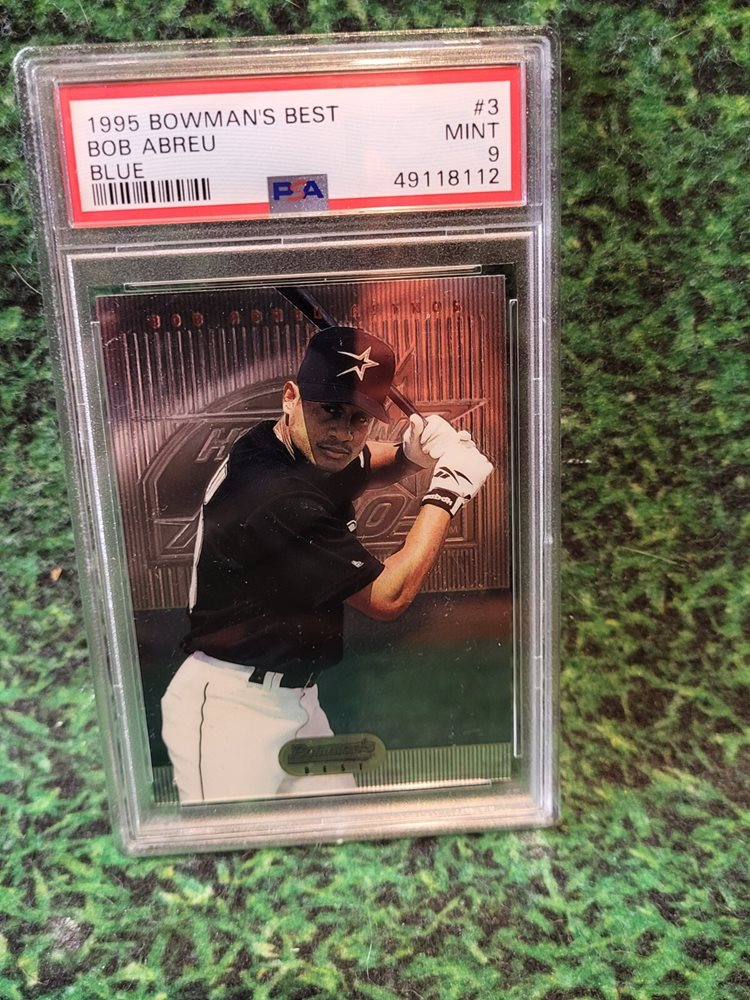 1995 BOWMAN'S BEST #3
BOB ABREU MINT
BLUE 9
PSA 49118112
BOB ABREU
Bowman's
BEST